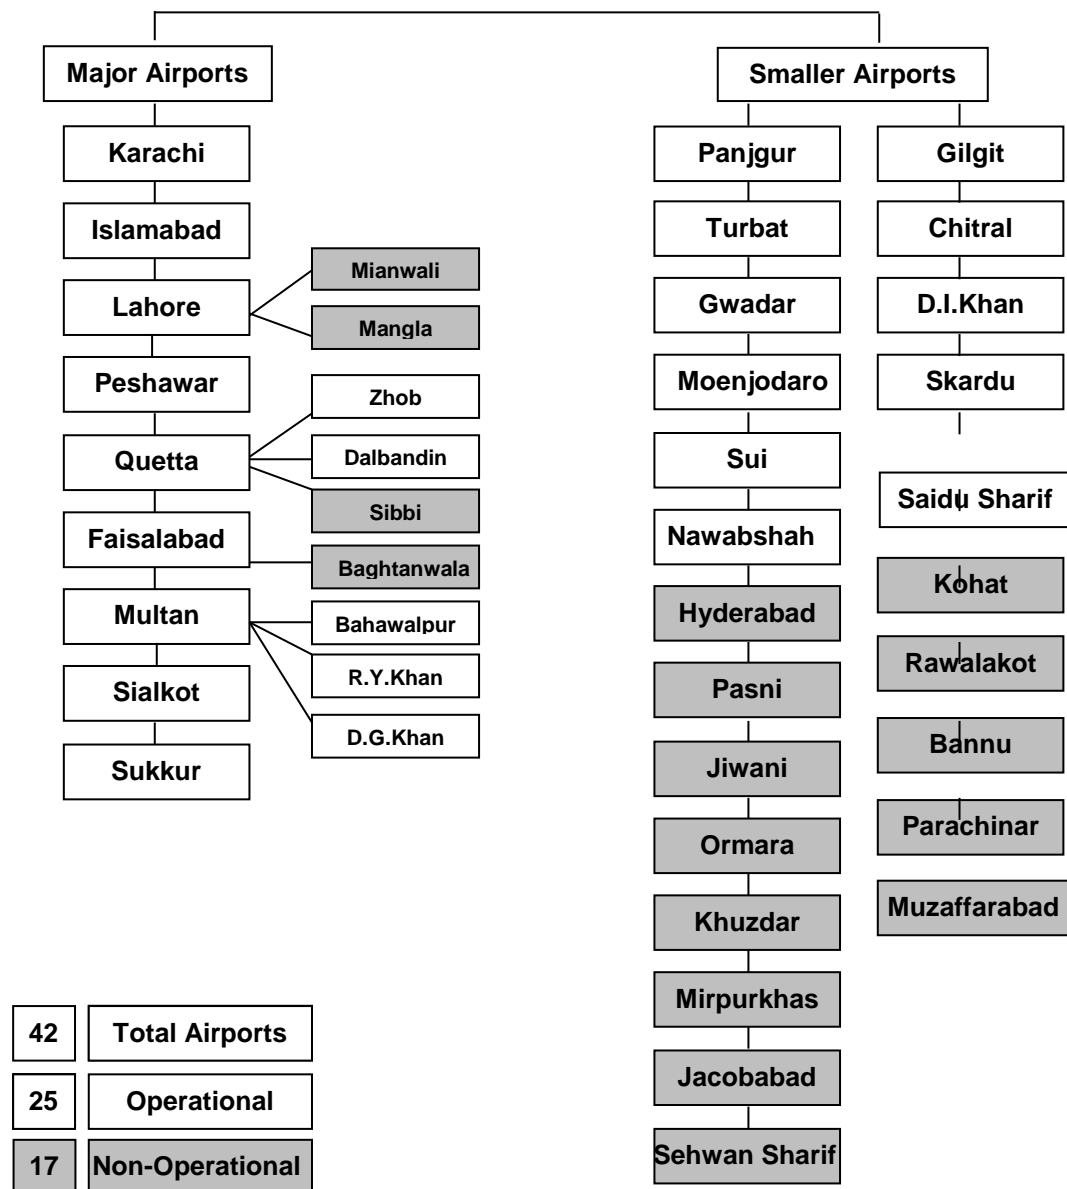 Major Airports
Karachi
Islamabad
Lahore
Peshawar
Quetta
Faisalabad
Multan
Sialkot
Sukkur
Mianwali
Mangla
Zhob
Dalbandin
Sibbi
Baghtanwala
Bahawalpur
R.Y.Khan
D.G.Khan
Smaller Airports
Panjgur
Turbat
Gwadar
Moenjodaro
Sui
Nawabshah
Hyderabad
Pasni
Jiwani
Ormara
Khuzdar
Mirpurkhas
Jacobabad
Sehwan Sharif
Gilgit
Chitral
D.I.Khan
Skardu
Saidu Sharif
Kohat
Rawalakot
Bannu
Parachinar
Muzaffarabad
42 Total Airports
25 Operational
17 Non-Operational